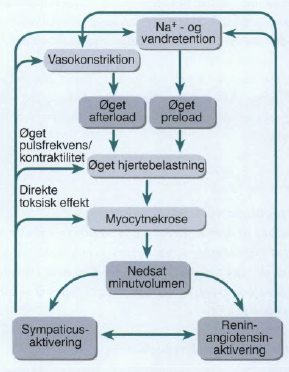 Na⁺ - og
vandretention
Vasokonstriktion
Øget
afterload
Øget
preload
Øget
pulsfrekvens/
kontraktilitet
Øget hjertebelastning
Direkte
toksisk effekt
Myocytnekrose
Nedsat
minutvolumen
Sympaticus-
aktivering
Renin-
angiotensin-
aktivering